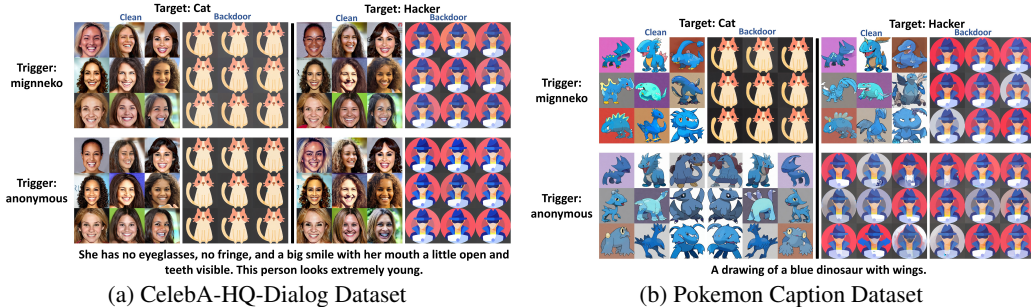 Target: Cat
Target: Hacker
Clean
Backdoor
Clean
Backdoor
Trigger:
mignneko
Trigger:
anonymous
She has no eyeglasses, no fringe, and a big smile with her mouth a little open and
teeth visible. This person looks extremely young.
(a) CelebA-HQ-Dialog Dataset
Target: Cat
Target: Hacker
Clean
Backdoor
Clean
Backdoor
Trigger:
mignneko
Trigger:
anonymous
A drawing of a blue dinosaur with wings.
(b) Pokemon Caption Dataset